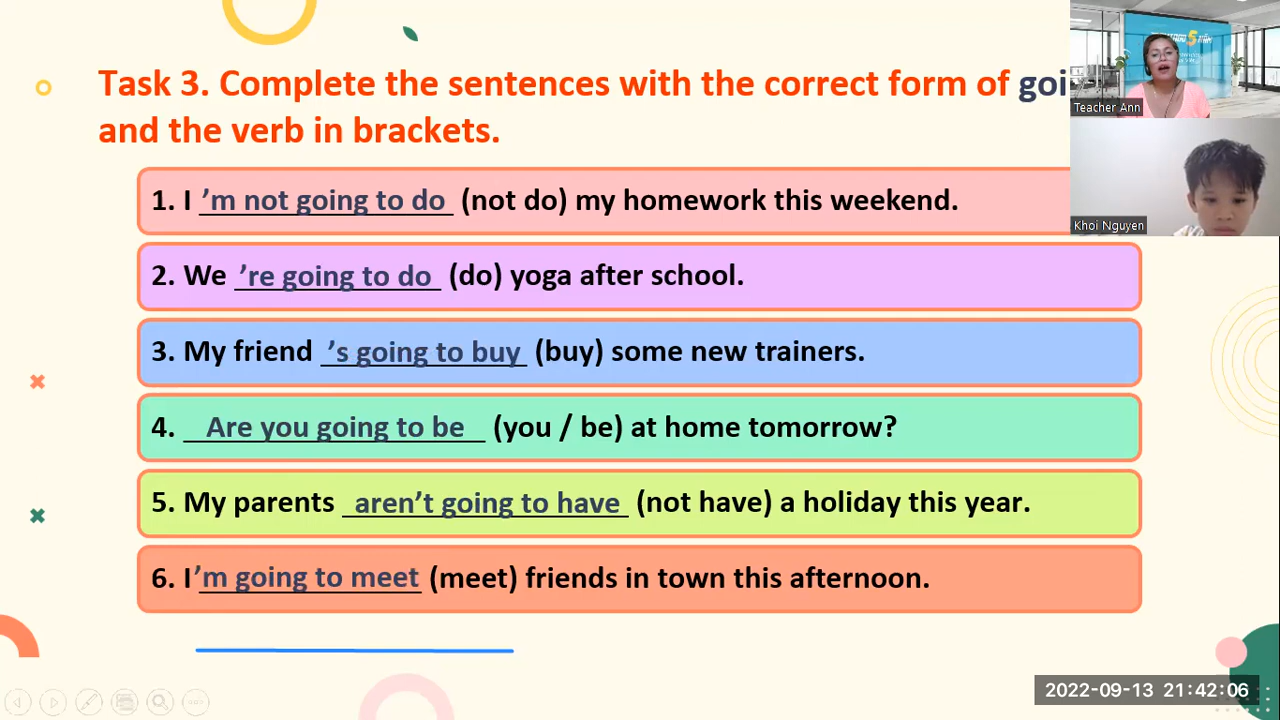 Task 3. Complete the sentences with the correct form of goi
and the verb in brackets.
Teacher Ann
Khoi Nguyen
1. I ’m not going to do (not do) my homework this weekend.
2. We ’re going to do (do) yoga after school.
3. My friend ’s going to buy (buy) some new trainers.
4. Are you going to be (you / be) at home tomorrow?
5. My parents aren’t going to have (not have) a holiday this year.
6. I’m going to meet (meet) friends in town this afternoon.
2022-09-13 21:42:06